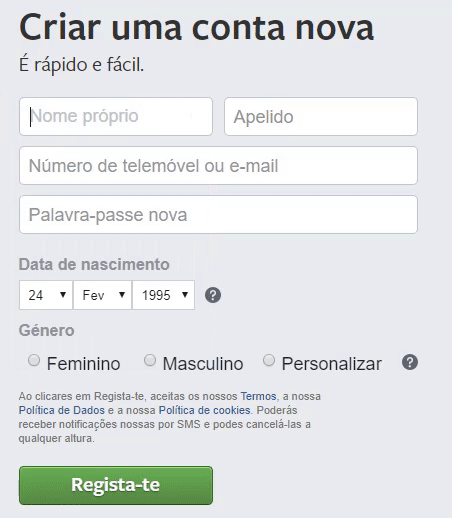 Criar uma conta nova
É rápido e fácil.
Nome próprio Apelido
Número de telemóvel ou e-mail
Palavra-passe nova
Data de nascimento
24 Fev 1995 ?
Género
Feminino Masculino Personalizar ?
Ao clicares em Regista-te, aceitas os nossos Termos, a nossa
Política de Dados e a nossa Política de cookies. Poderás
receber notificações nossas por SMS e podes cancelá-las a
qualquer altura.
Regista-te